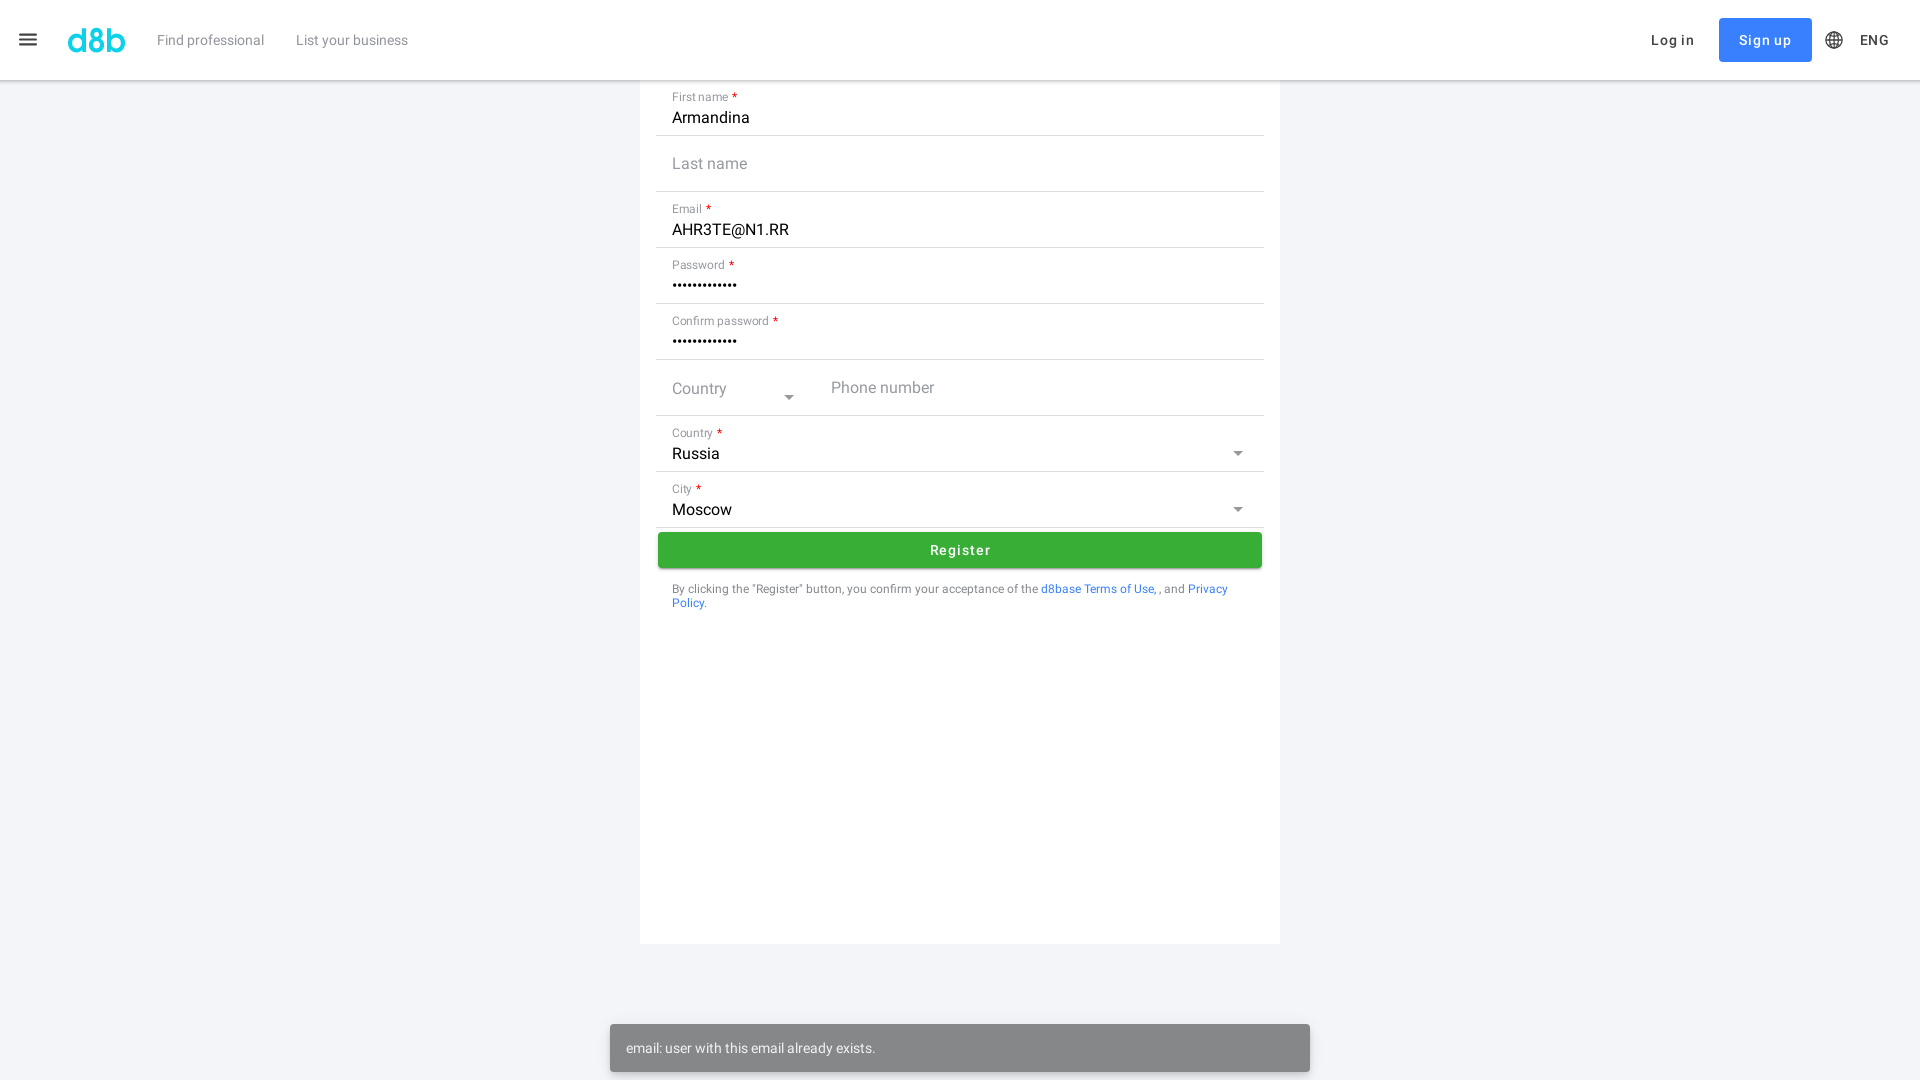 d8b Find professional List your business Log in Sign up ENG
First name *
Armandina
Last name
Email *
AHR3TE@N1.RR
Password *
•••••••••••••
Confirm password *
•••••••••••••
Country Phone number
Country *
Russia
City *
Moscow
Register
By clicking the "Register" button, you confirm your acceptance of the d8base Terms of Use, , and Privacy
Policy.
email: user with this email already exists.